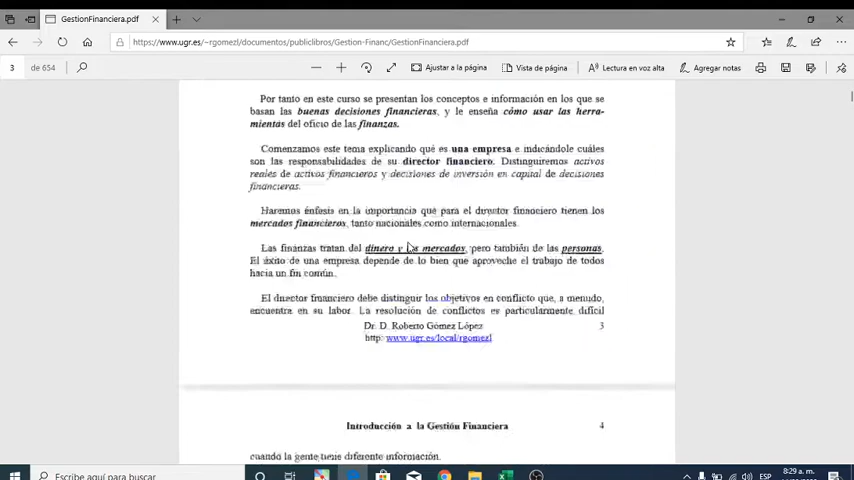 GestionFinanciera.pdf
https://www.ugr.es/~rgomezl/documentos/publiclibros/Gestion-Financ/GestionFinanciera.pdf
3 de 654 Ajustar a la página Vista de página Lectura en voz alta Agregar notas
Por tanto en este curso se presentan los conceptos e información en los que se
basan las buenas decisiones financieras, y le enseña cómo usar las herra-
mientas del oficio de las finanzas.
Comenzamos este tema explicando qué es una empresa e indicándole cuáles
son las responsabilidades de su director financiero. Distinguiremos activos
reales de activos financieros y decisiones de inversión en capital de decisiones
financieras.
Haremos énfasis en la importancia que para el director financiero tienen los
mercados financieros, tanto nacionales como internacionales.
Las finanzas tratan del dinero y los mercados, pero también de las personas.
El éxito de una empresa depende de lo bien que aproveche el trabajo de todos
hacia un fin común.
El director financiero debe distinguir los objetivos en conflicto que, a menudo,
encuentra en su labor. La resolución de conflictos es particularmente difícil
Dr. D. Roberto Gómez López 3
http: www.ugr.es/local/rgomezl
Introducción a la Gestión Financiera 4
cuando la gente tiene diferente información.
Escribe aquí para buscar
ESP
8:29 a. m.